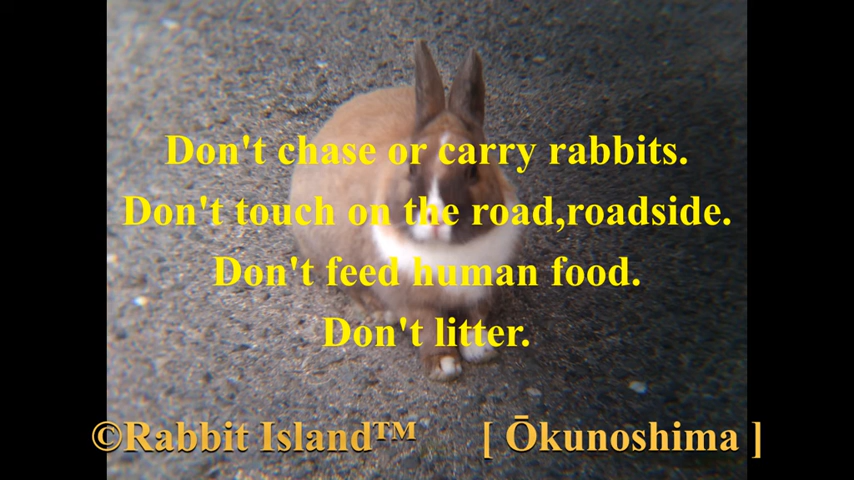 Don't chase or carry rabbits.
Don't touch on the road,roadside.
Don't feed human food.
Don't litter.
©Rabbit Island™ [ Ōkunoshima ]